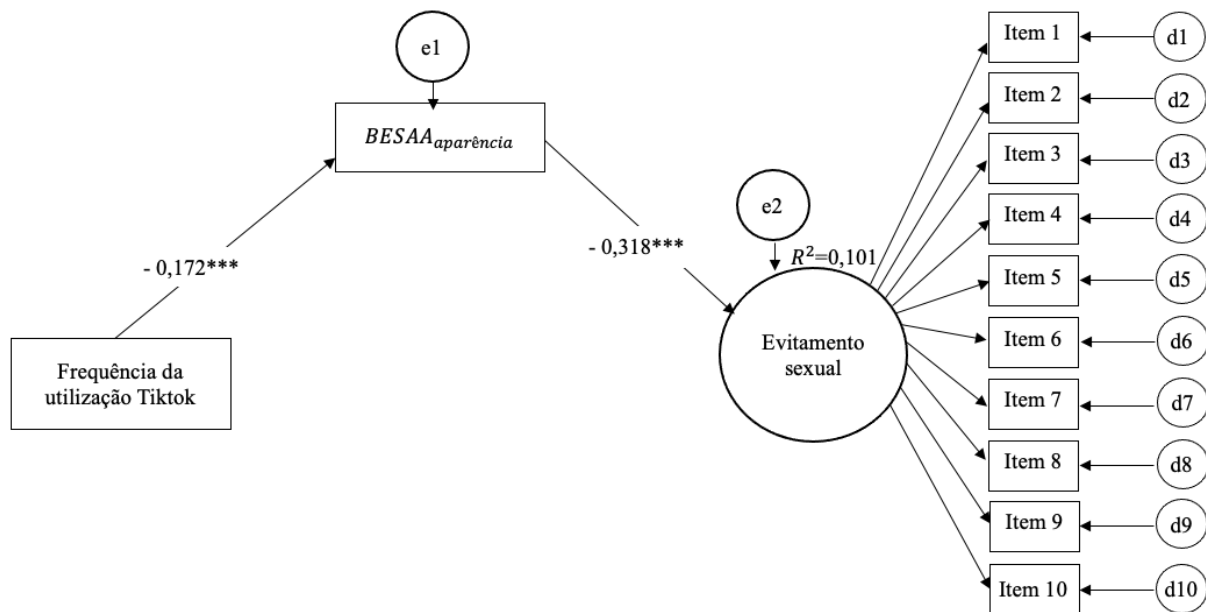 e1
BESAA_aparência
- 0,172***
- 0,318***
Frequência da
utilização Tiktok
e2
R²=0,101
Evitamento
sexual
Item 1
d1
Item 2
d2
Item 3
d3
Item 4
d4
Item 5
d5
Item 6
d6
Item 7
d7
Item 8
d8
Item 9
d9
Item 10
d10